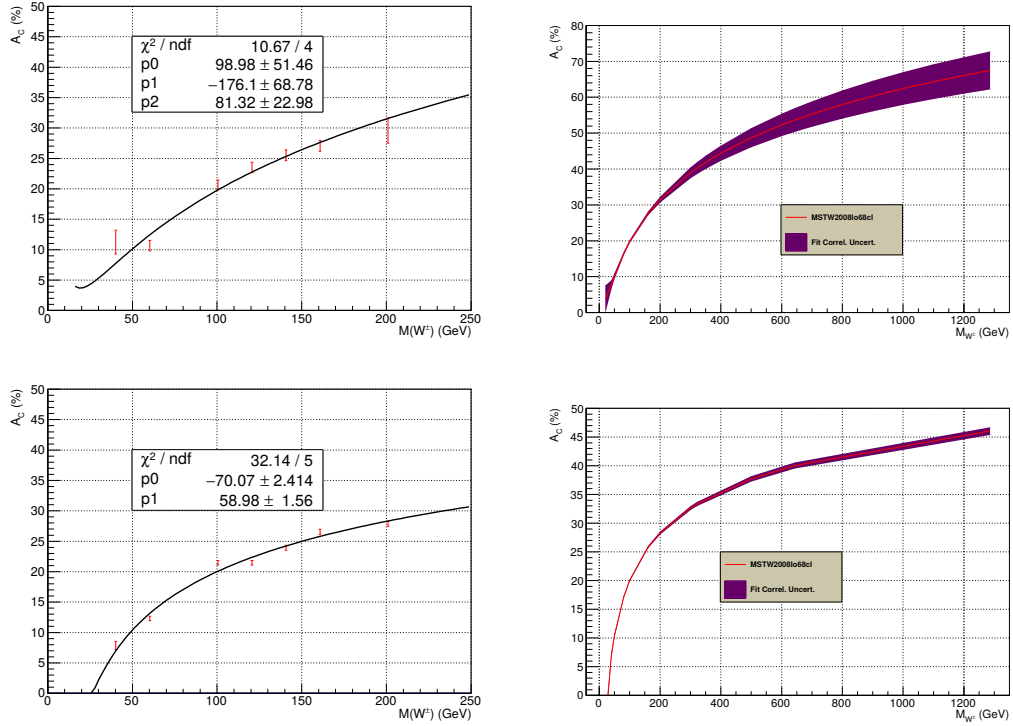 A_C (%)
50
45
40
35
30
25
20
15
10
5
0
χ² / ndf 10.67 / 4
p0 98.98 ± 51.46
p1 −176.1 ± 68.78
p2 81.32 ± 22.98
0 50 100 150 200 250
M(W±) (GeV)
A_C (%)
80
70
60
50
40
30
20
10
0
MSTW2008lo68cl
Fit Correl. Uncert.
0 200 400 600 800 1000 1200
M_W± (GeV)
A_C (%)
50
45
40
35
30
25
20
15
10
5
0
χ² / ndf 32.14 / 5
p0 −70.07 ± 2.414
p1 58.98 ± 1.56
0 50 100 150 200 250
M(W±) (GeV)
A_C (%)
50
45
40
35
30
25
20
15
10
5
0
MSTW2008lo68cl
Fit Correl. Uncert.
0 200 400 600 800 1000 1200
M_W± (GeV)